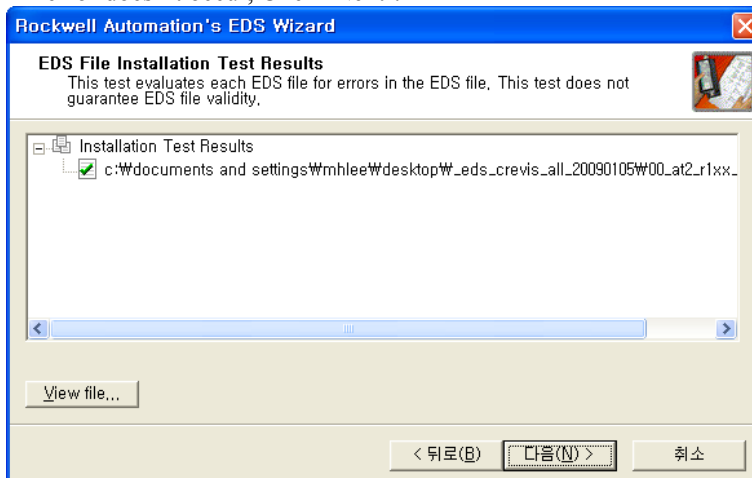 Rockwell Automation's EDS Wizard
EDS File Installation Test Results
This test evaluates each EDS file for errors in the EDS file, This test does not
guarantee EDS file validity,
Installation Test Results
c:₩documents and settings₩mhlee₩desktop₩_eds_crevis_all_20090105₩00_at2_r1xx_
View file,,,
< 뒤로(B)
다음(N) >
취소